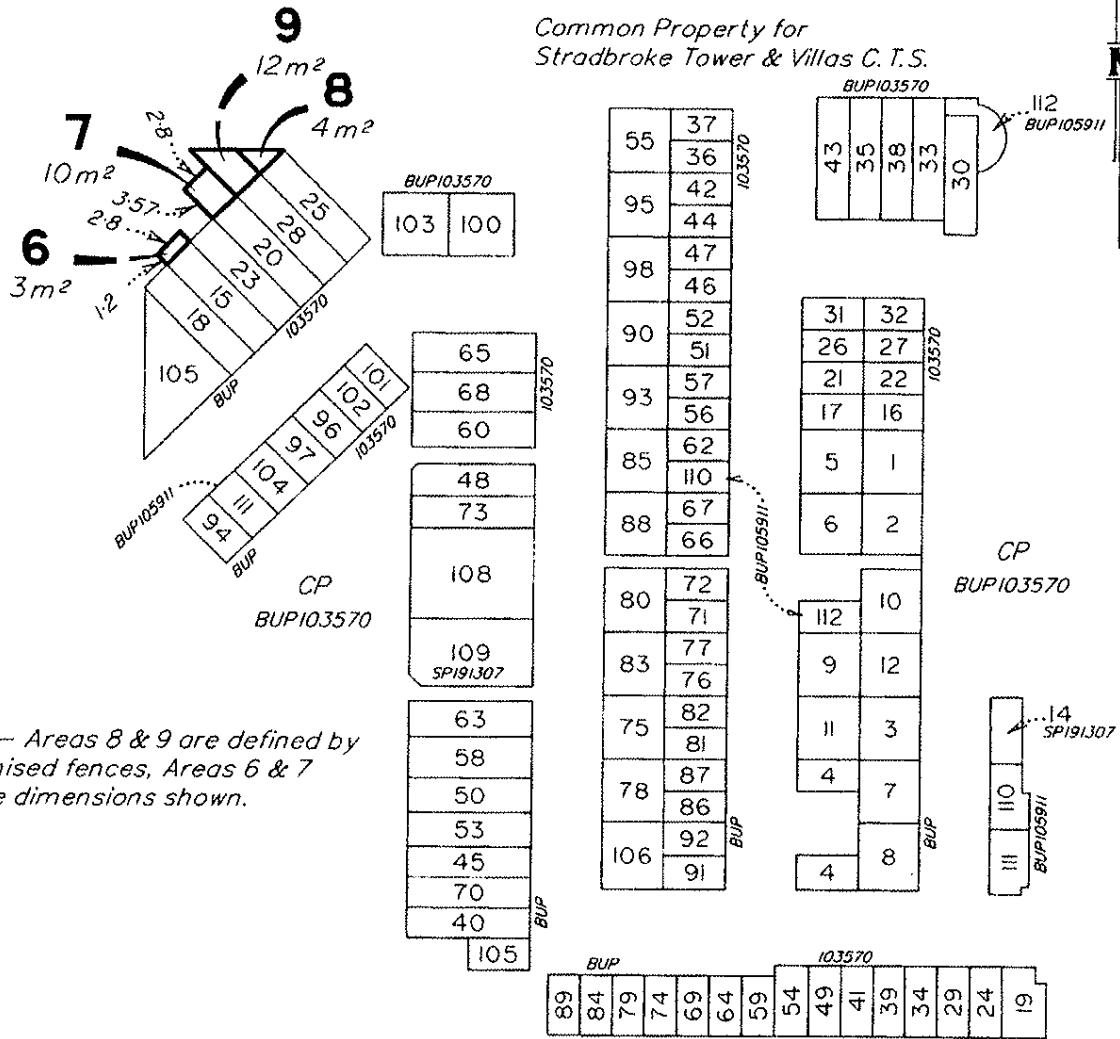 Common Property for
Stradbroke Tower & Villas C.T.S.
N
9
12m²
8
4m²
7
10m²
2·8
3·57
2·8
6
3m²
1·2
25
28
20
23
15
18
105
BUP
103570
BUP103570
103 100
101
102
96
97
104
111
94
BUP
103570
BUP105911
65
68
60
103570
48
73
108
109
SP191307
CP
BUP103570
63
58
50
53
45
70
40
105
BUP
55 37
36
95 42
44
98 47
46
90 52
51
93 57
56
85 62
110
88 67
66
103570
80 72
71
83 77
76
75 82
81
78 87
86
106 92
91
BUP
BUP105911
BUP103570
43 35 38 33 30
112
BUP105911
31 32
26 27
21 22
17 16
5 1
6 2
103570
10
112
9 12
11 3
4 7
4 8
BUP
CP
BUP103570
14
SP191307
110
111
BUP105911
– Areas 8 & 9 are defined by
nised fences, Areas 6 & 7
e dimensions shown.
BUP 103570
89 84 79 74 69 64 59 54 49 41 39 34 29 24 19